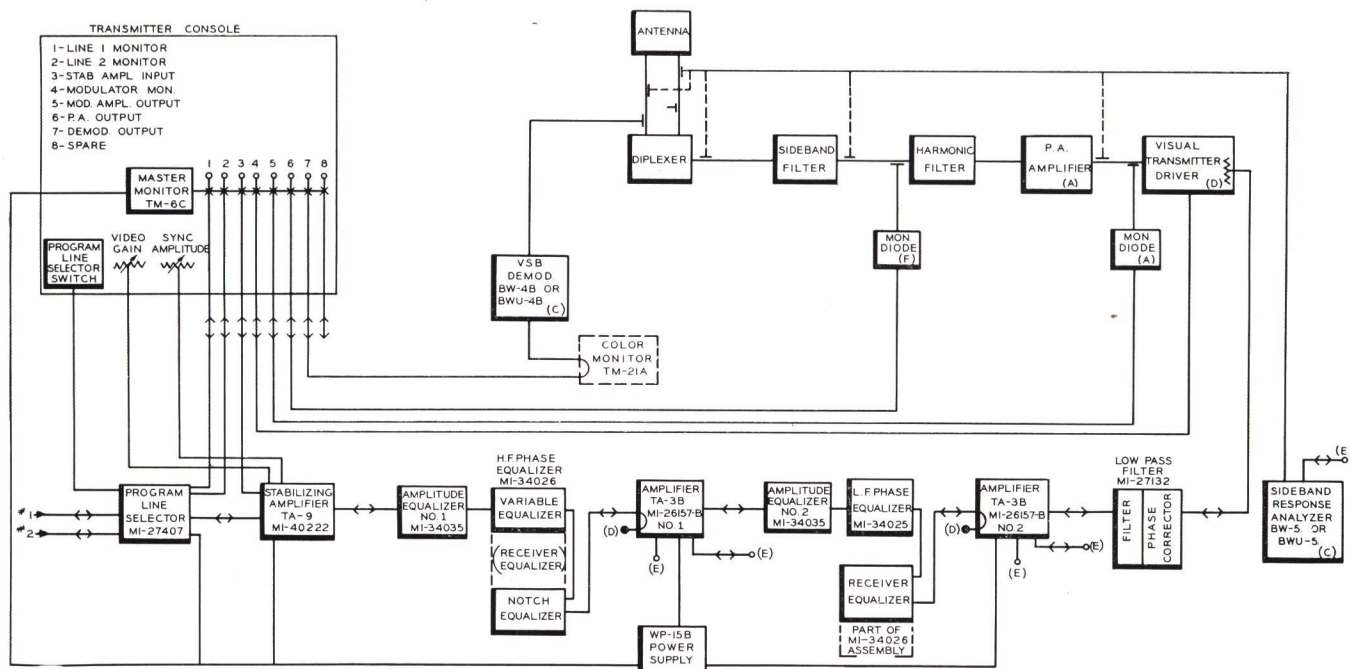 TRANSMITTER CONSOLE
1-LINE 1 MONITOR
2-LINE 2 MONITOR
3-STAB AMPL INPUT
4-MODULATOR MON.
5-MOD. AMPL. OUTPUT
6-P.A. OUTPUT
7-DEMOD. OUTPUT
8-SPARE
1 2 3 4 5 6 7 8
MASTER
MONITOR
TM-6C
PROGRAM
LINE
SELECTOR
SWITCH
VIDEO
GAIN
SYNC
AMPLITUDE
ANTENNA
DIPLEXER
SIDEBAND
FILTER
HARMONIC
FILTER
P.A.
AMPLIFIER
(A)
VISUAL
TRANSMITTER
DRIVER
(D)
MON.
DIODE
(F)
MON.
DIODE
(A)
VSB
DEMOD.
BW-4B OR
BWU-4B
(C)
COLOR
MONITOR
TM-21A
#1
#2
PROGRAM
LINE
SELECTOR
MI-27407
STABILIZING
AMPLIFIER
TA-9
MI-40222
AMPLITUDE
EQUALIZER
NO. 1
MI-34035
H.F. PHASE
EQUALIZER
MI-34026
VARIABLE
EQUALIZER
(RECEIVER
EQUALIZER)
NOTCH
EQUALIZER
AMPLIFIER
TA-3B
MI-26157-B
NO. 1
(D)
(E)
(E)
WP-15B
POWER
SUPPLY
AMPLITUDE
EQUALIZER
NO. 2
MI-34035
L.F. PHASE
EQUALIZER
MI-34025
RECEIVER
EQUALIZER
PART OF
MI-34026
ASSEMBLY
AMPLIFIER
TA-3B
MI-26157-B
NO. 2
(D)
(E)
(E)
LOW PASS
FILTER
MI-27132
FILTER
PHASE
CORRECTOR
(E
SIDEBAND
RESPONSE
ANALYZER
BW-5 OR
BWU-5
(C)